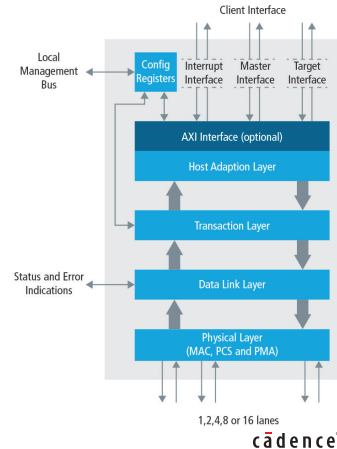 Client Interface
Local
Management
Bus
Config
Registers
Interrupt
Interface
Master
Interface
Target
Interface
AXI Interface (optional)
Host Adaption Layer
Transaction Layer
Status and Error
Indications
Data Link Layer
Physical Layer
(MAC, PCS and PMA)
1,2,4,8 or 16 lanes
cādence